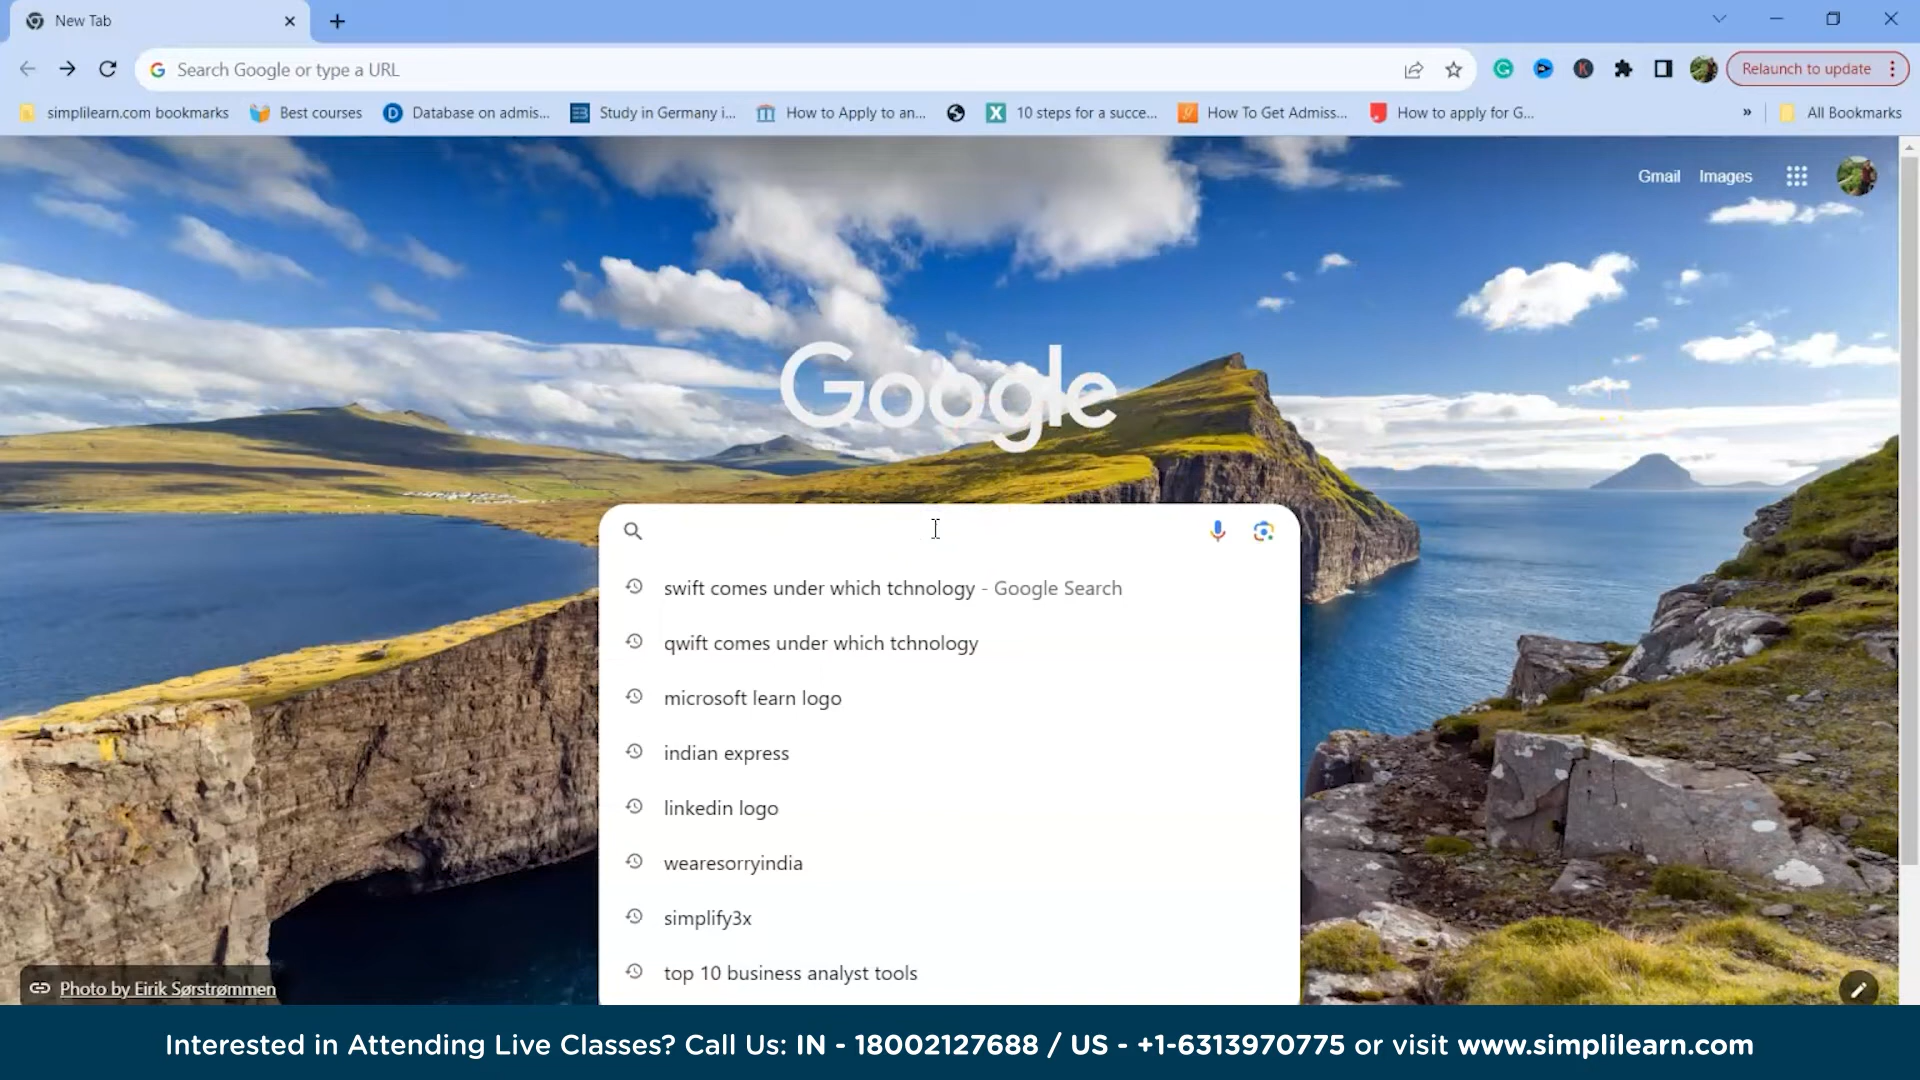 New Tab
Search Google or type a URL
Relaunch to update
simplilearn.com bookmarks
Best courses
Database on admis...
Study in Germany i...
How to Apply to an...
10 steps for a succe...
How To Get Admiss...
How to apply for G...
»
All Bookmarks
Gmail
Images
Google
swift comes under which tchnology - Google Search
qwift comes under which tchnology
microsoft learn logo
indian express
linkedin logo
wearesorryindia
simplify3x
top 10 business analyst tools
Photo by Eirik Sørstrømmen
Interested in Attending Live Classes? Call Us: IN - 18002127688 / US - +1-6313970775 or visit www.simplilearn.com